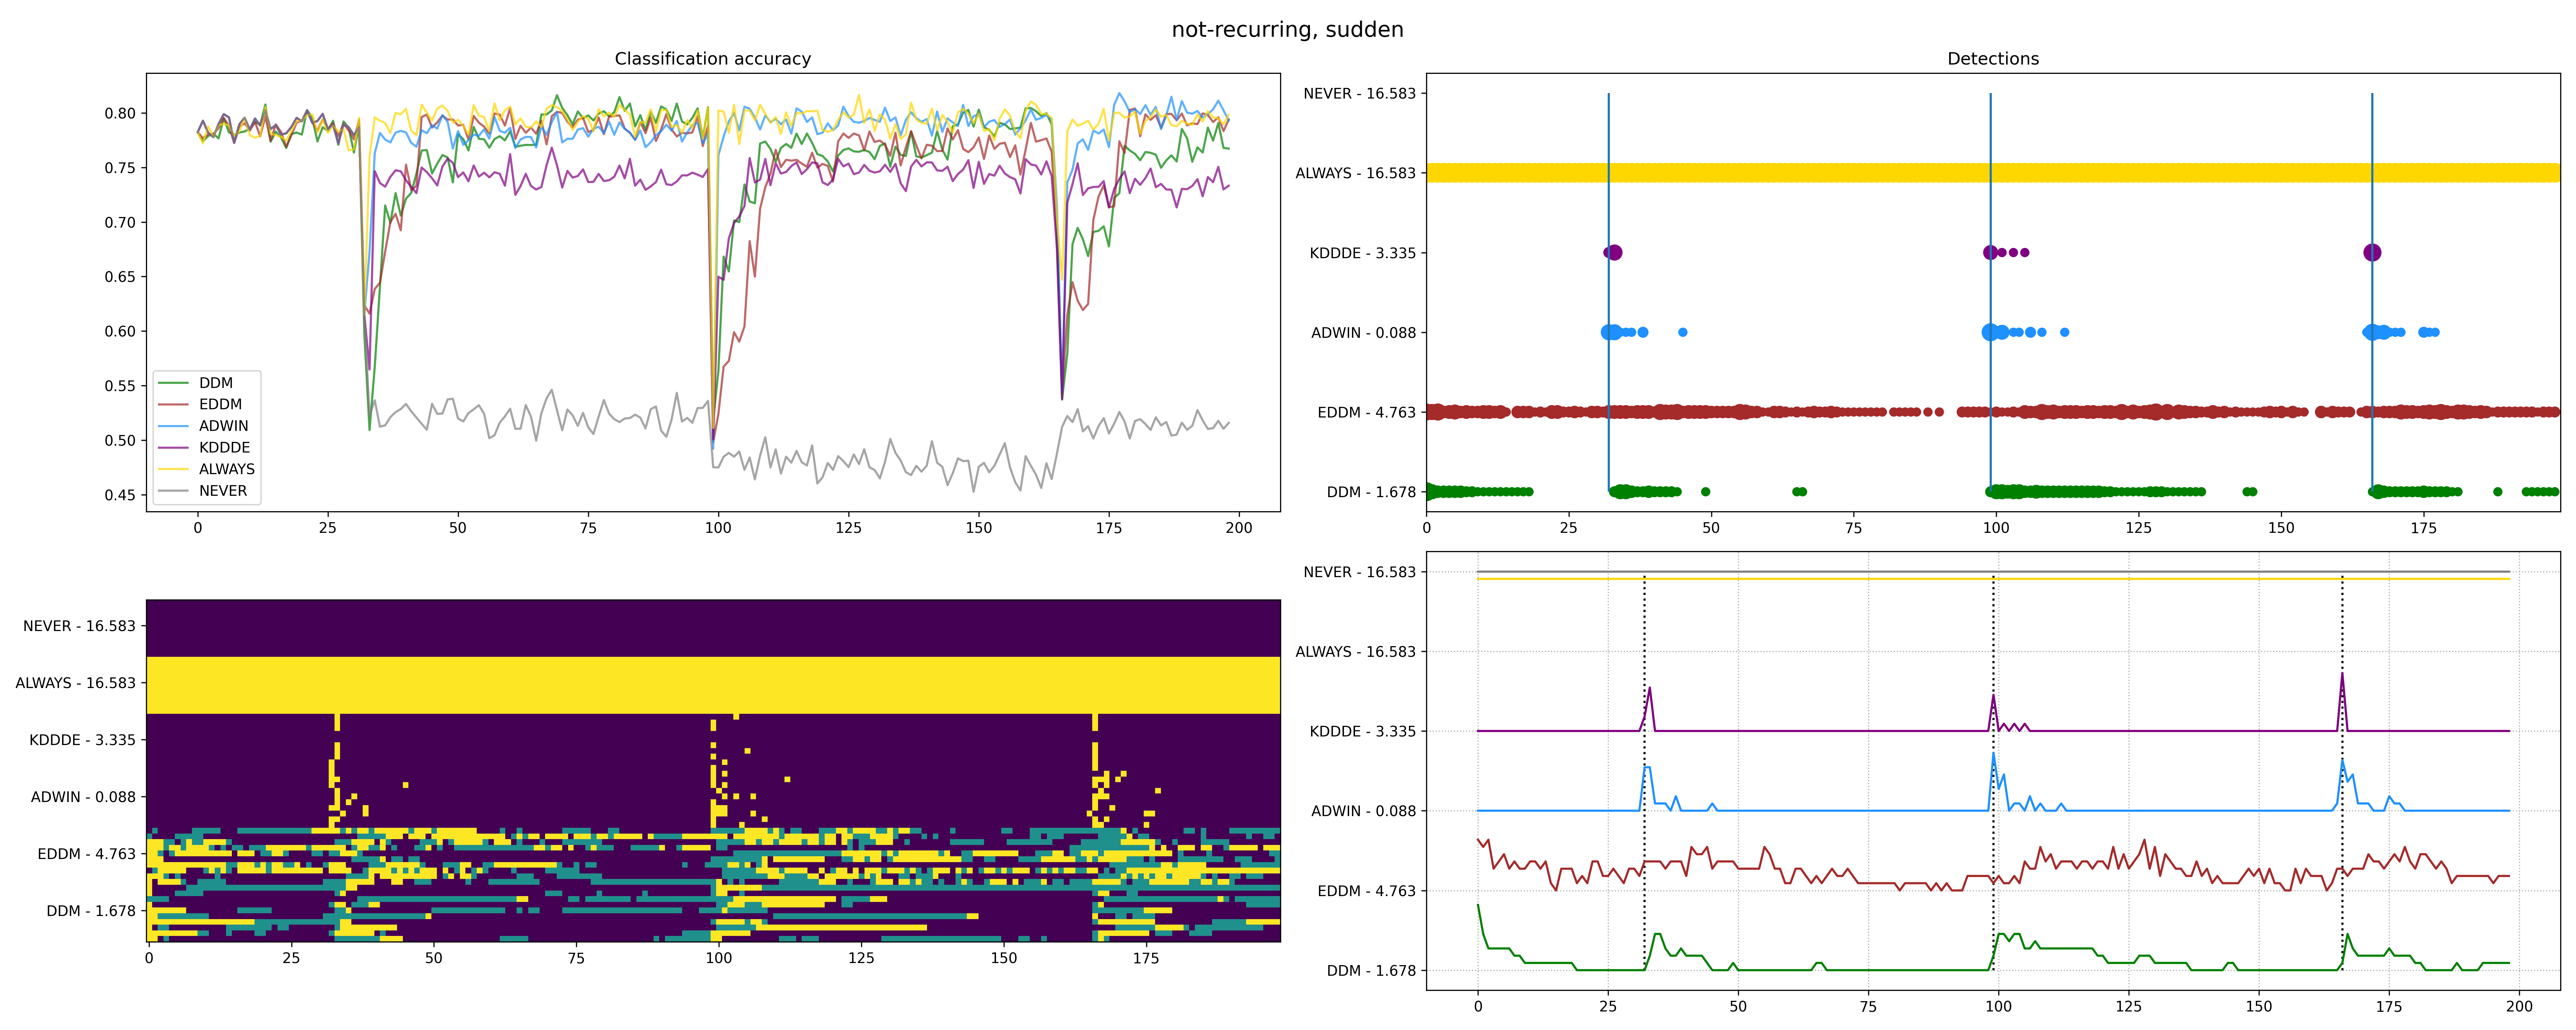 not-recurring, sudden
Classification accuracy
0.80
0.75
0.70
0.65
0.60
0.55
0.50
0.45
DDM
EDDM
ADWIN
KDDDE
ALWAYS
NEVER
0 25 50 75 100 125 150 175 200
Detections
NEVER - 16.583
ALWAYS - 16.583
KDDDE - 3.335
ADWIN - 0.088
EDDM - 4.763
DDM - 1.678
0 25 50 75 100 125 150 175
NEVER - 16.583
ALWAYS - 16.583
KDDDE - 3.335
ADWIN - 0.088
EDDM - 4.763
DDM - 1.678
0 25 50 75 100 125 150 175
NEVER - 16.583
ALWAYS - 16.583
KDDDE - 3.335
ADWIN - 0.088
EDDM - 4.763
DDM - 1.678
0 25 50 75 100 125 150 175 200